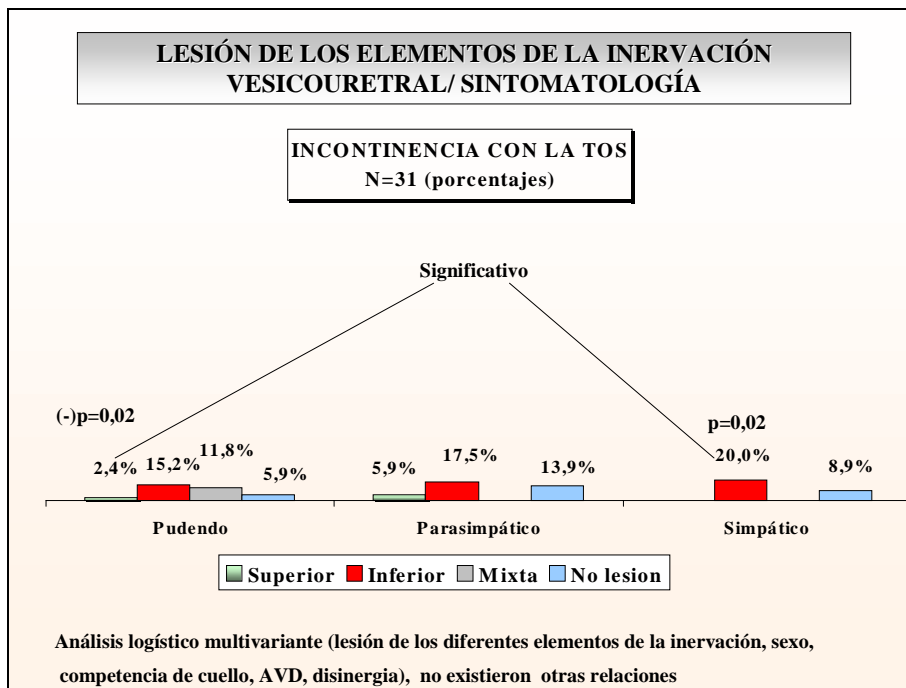 LESIÓN DE LOS ELEMENTOS DE LA INERVACIÓN
VESICOURETRAL/ SINTOMATOLOGÍA
INCONTINENCIA CON LA TOS
N=31 (porcentajes)
Significativo
(-)p=0,02
p=0,02
2,4%
15,2%
11,8%
5,9%
5,9%
17,5%
13,9%
20,0%
8,9%
Pudendo
Parasimpático
Simpático
Superior
Inferior
Mixta
No lesion
Análisis logístico multivariante (lesión de los diferentes elementos de la inervación, sexo,
competencia de cuello, AVD, disinergia), no existieron otras relaciones